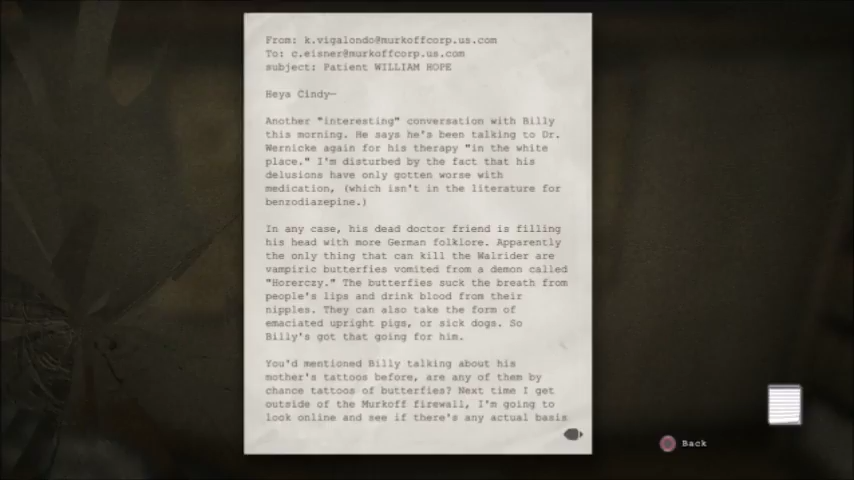 From: k.vigalondo@murkoffcorp.us.com
To: c.eisner@murkoffcorp.us.com
subject: Patient WILLIAM HOPE
Heya Cindy—
Another "interesting" conversation with Billy
this morning. He says he's been talking to Dr.
Wernicke again for his therapy "in the white
place." I'm disturbed by the fact that his
delusions have only gotten worse with
medication, (which isn't in the literature for
benzodiazepine.)
In any case, his dead doctor friend is filling
his head with more German folklore. Apparently
the only thing that can kill the Walrider are
vampiric butterfies vomited from a demon called
"Horerczy." The butterfies suck the breath from
people's lips and drink blood from their
nipples. They can also take the form of
emaciated upright pigs, or sick dogs. So
Billy's got that going for him.
You'd mentioned Billy talking about his
mother's tattoos before, are any of them by
chance tattoos of butterfies? Next time I get
outside of the Murkoff firewall, I'm going to
look online and see if there's any actual basis
Back